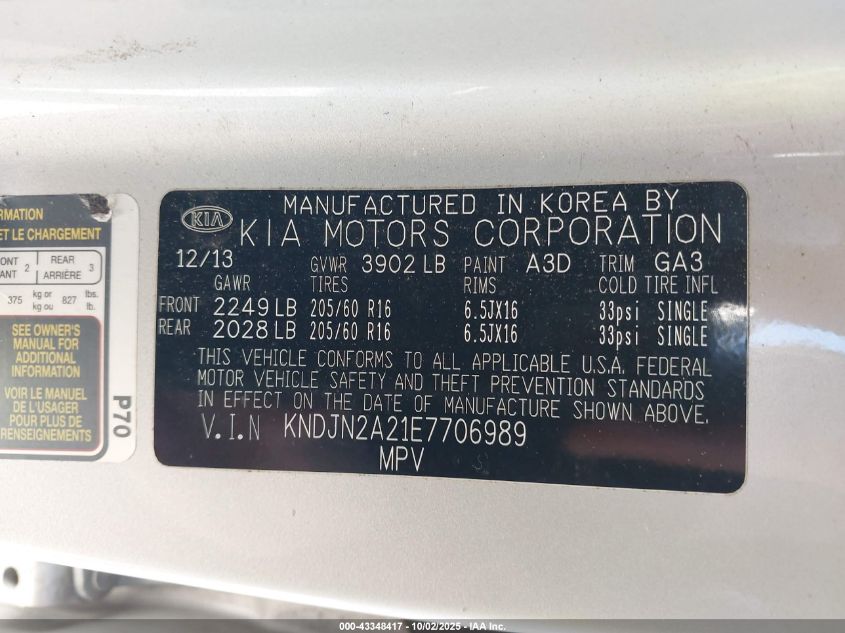 RMATION
ET LE CHARGEMENT
ONT 2 REAR 3
ANT ARRIÈRE
375 kg or 827 lbs.
kg ou lb.
SEE OWNER'S
MANUAL FOR
ADDITIONAL
INFORMATION
VOIR LE MANUEL
DE L'USAGER
POUR PLUS DE
RENSEIGNEMENTS
P70
KIA
MANUFACTURED IN KOREA BY
KIA MOTORS CORPORATION
12/13 GVWR 3902 LB PAINT A3D TRIM GA3
GAWR TIRES RIMS COLD TIRE INFL
FRONT 2249 LB 205/60 R16 6.5JX16 33psi SINGLE
REAR 2028 LB 205/60 R16 6.5JX16 33psi SINGLE
THIS VEHICLE CONFORMS TO ALL APPLICABLE U.S.A. FEDERAL
MOTOR VEHICLE SAFETY AND THEFT PREVENTION STANDARDS
IN EFFECT ON THE DATE OF MANUFACTURE SHOWN ABOVE.
V.I.N KNDJN2A21E7706989
MPV S
000-43348417 - 10/02/2025 - IAA Inc.